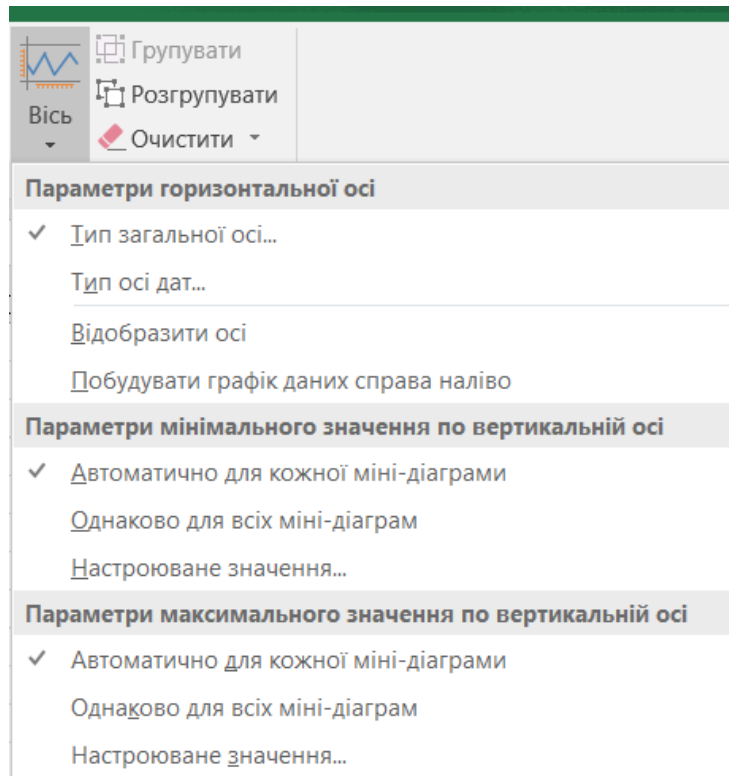 Групувати
Розгрупувати
Вісь
Очистити
Параметри горизонтальної осі
Тип загальної осі...
Тип осі дат...
Відобразити осі
Побудувати графік даних справа наліво
Параметри мінімального значення по вертикальній осі
Автоматично для кожної міні-діаграми
Однаково для всіх міні-діаграм
Настроюване значення...
Параметри максимального значення по вертикальній осі
Автоматично для кожної міні-діаграми
Однаково для всіх міні-діаграм
Настроюване значення...